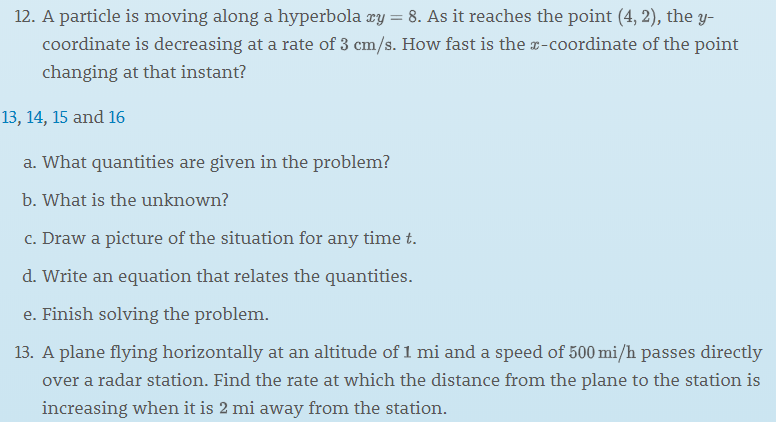 12. A particle is moving along a hyperbola xy = 8. As it reaches the point (4, 2), the y-
coordinate is decreasing at a rate of 3 cm/s. How fast is the x-coordinate of the point
changing at that instant?
13, 14, 15 and 16
a. What quantities are given in the problem?
b. What is the unknown?
c. Draw a picture of the situation for any time t.
d. Write an equation that relates the quantities.
e. Finish solving the problem.
13. A plane flying horizontally at an altitude of 1 mi and a speed of 500 mi/h passes directly
over a radar station. Find the rate at which the distance from the plane to the station is
increasing when it is 2 mi away from the station.